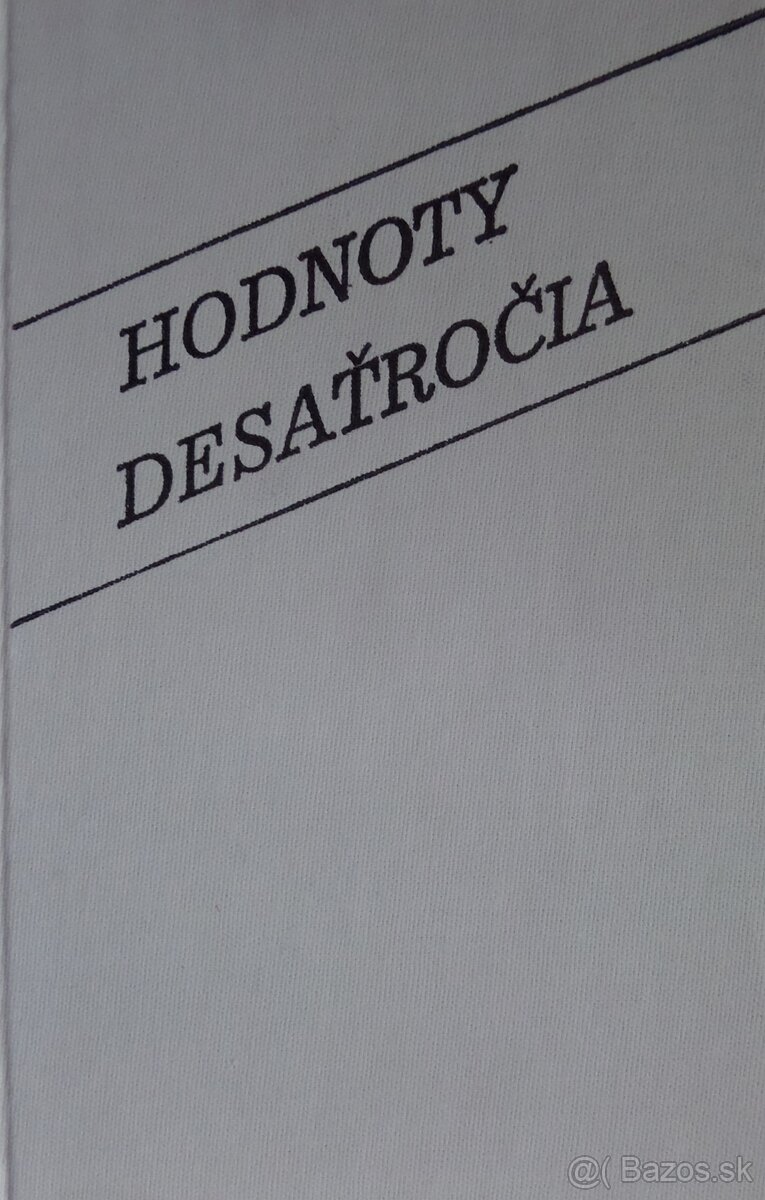 HODNOTY
DESAŤROČIA
@( Bazos.sk